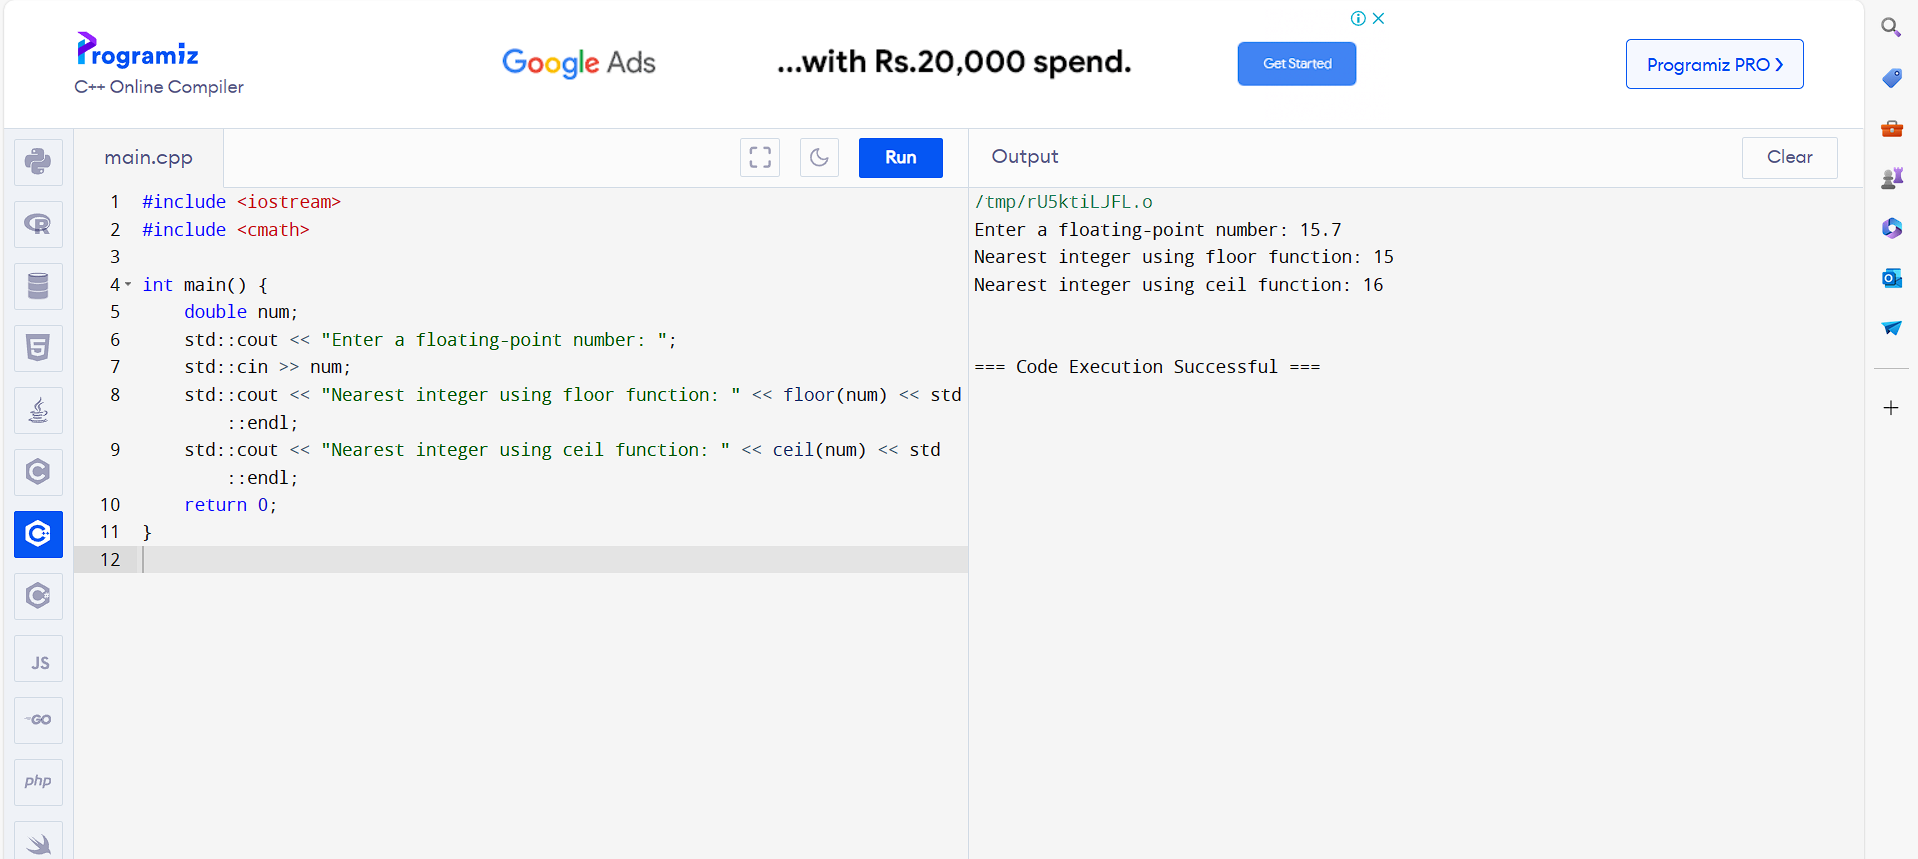 Programiz
C++ Online Compiler
Google Ads
...with Rs.20,000 spend.
Get Started
Programiz PRO
main.cpp
Run
Output
Clear
1 #include <iostream>
2 #include <cmath>
3
4 int main() {
5     double num;
6     std::cout << "Enter a floating-point number: ";
7     std::cin >> num;
8     std::cout << "Nearest integer using floor function: " << floor(num) << std
::endl;
9     std::cout << "Nearest integer using ceil function: " << ceil(num) << std
::endl;
10     return 0;
11 }
12
/tmp/rU5ktiLJFL.o
Enter a floating-point number: 15.7
Nearest integer using floor function: 15
Nearest integer using ceil function: 16
=== Code Execution Successful ===
R
5
C
C++
C#
JS
GO
php